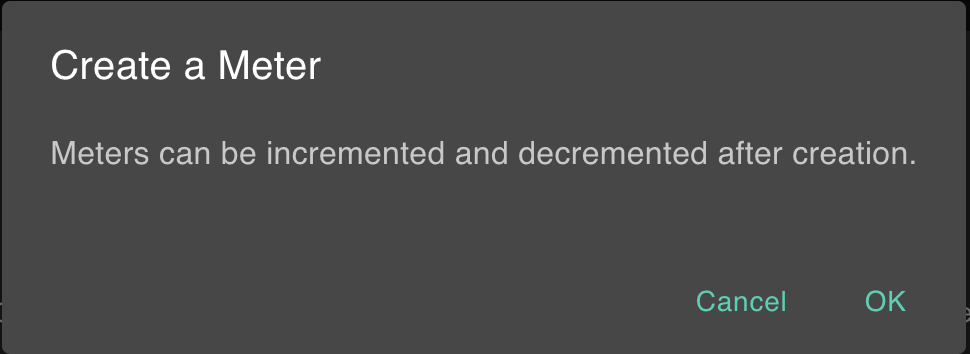 Create a Meter
Meters can be incremented and decremented after creation.
Cancel OK